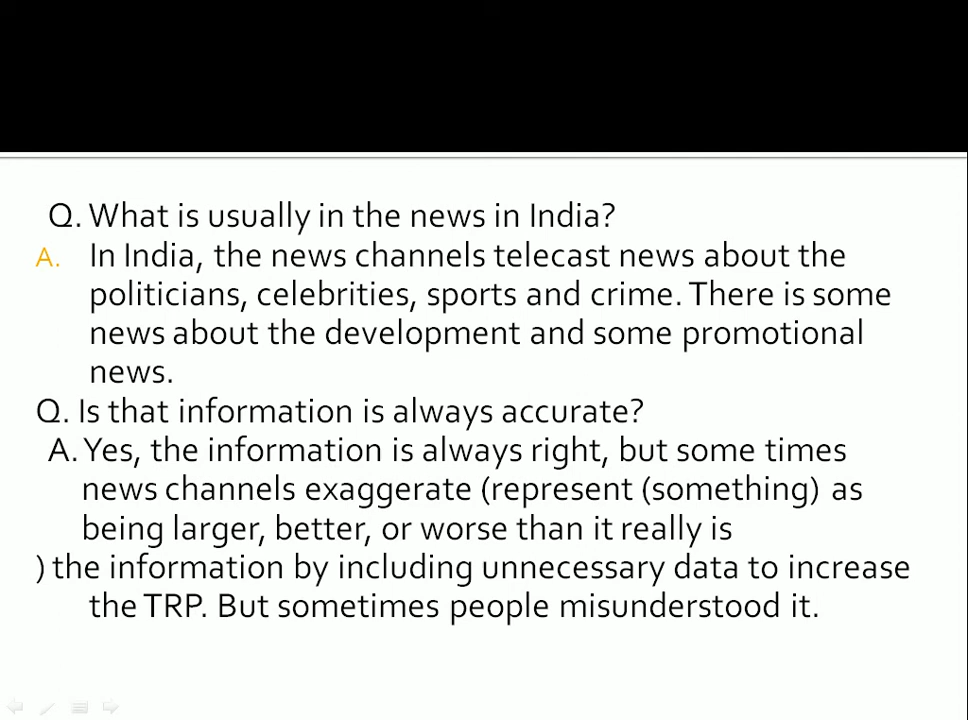 Q. What is usually in the news in India?
A. In India, the news channels telecast news about the
politicians, celebrities, sports and crime. There is some
news about the development and some promotional
news.
Q. Is that information is always accurate?
A. Yes, the information is always right, but some times
news channels exaggerate (represent (something) as
being larger, better, or worse than it really is
) the information by including unnecessary data to increase
the TRP. But sometimes people misunderstood it.